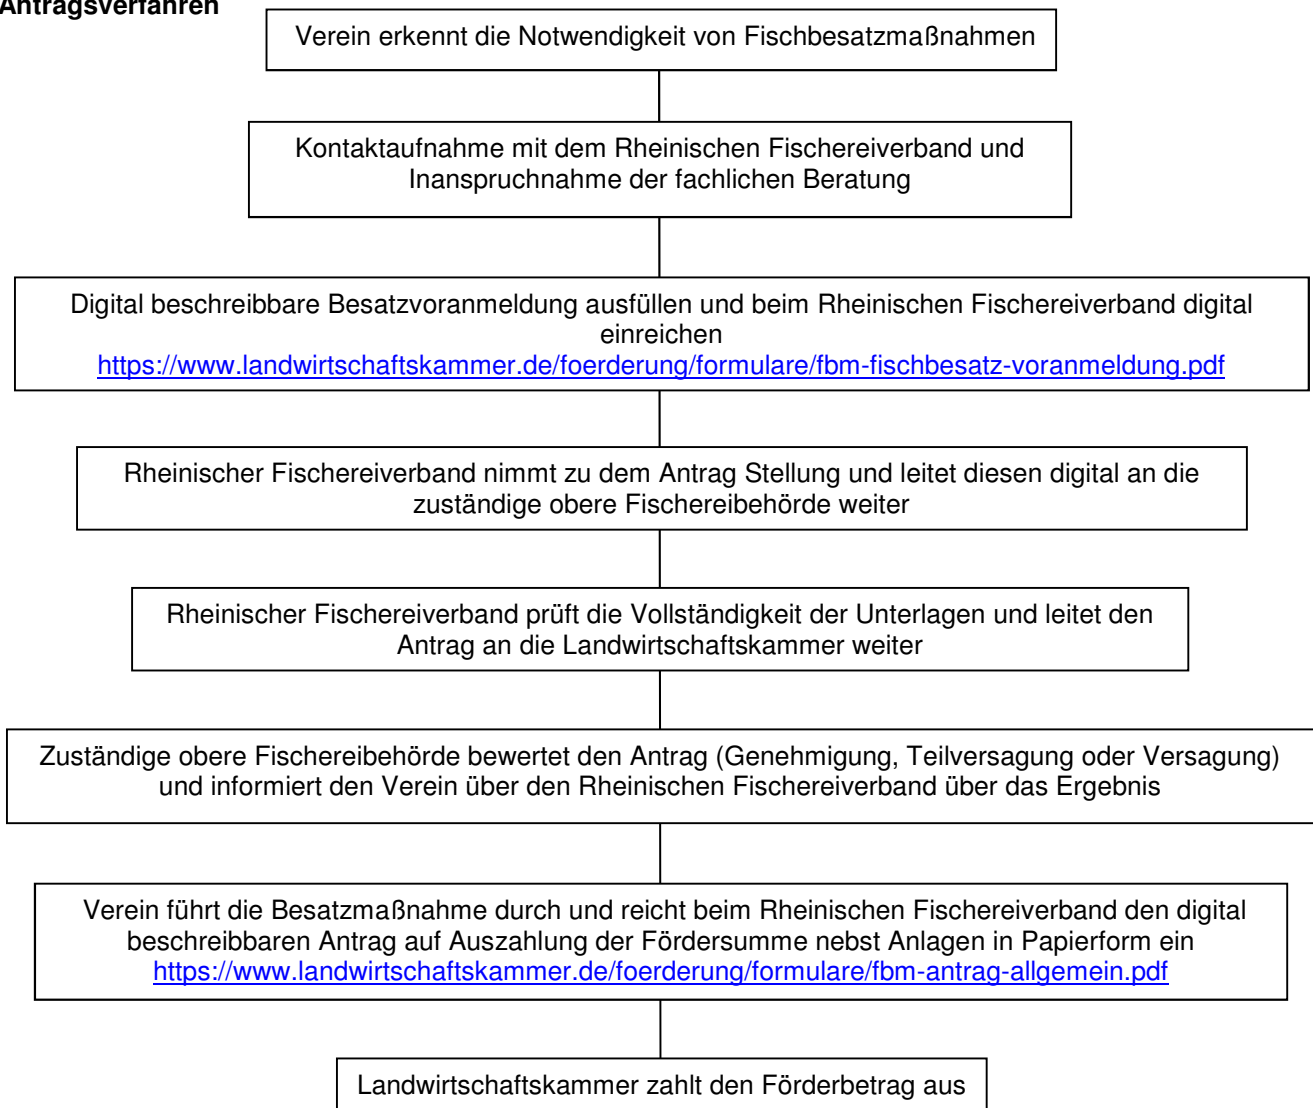 Antragsverfahren
Verein erkennt die Notwendigkeit von Fischbesatzmaßnahmen
Kontaktaufnahme mit dem Rheinischen Fischereiverband und
Inanspruchnahme der fachlichen Beratung
Digital beschreibbare Besatzvoranmeldung ausfüllen und beim Rheinischen Fischereiverband digital
einreichen
https://www.landwirtschaftskammer.de/foerderung/formulare/fbm-fischbesatz-voranmeldung.pdf
Rheinischer Fischereiverband nimmt zu dem Antrag Stellung und leitet diesen digital an die
zuständige obere Fischereibehörde weiter
Rheinischer Fischereiverband prüft die Vollständigkeit der Unterlagen und leitet den
Antrag an die Landwirtschaftskammer weiter
Zuständige obere Fischereibehörde bewertet den Antrag (Genehmigung, Teilversagung oder Versagung)
und informiert den Verein über den Rheinischen Fischereiverband über das Ergebnis
Verein führt die Besatzmaßnahme durch und reicht beim Rheinischen Fischereiverband den digital
beschreibbaren Antrag auf Auszahlung der Fördersumme nebst Anlagen in Papierform ein
https://www.landwirtschaftskammer.de/foerderung/formulare/fbm-antrag-allgemein.pdf
Landwirtschaftskammer zahlt den Förderbetrag aus